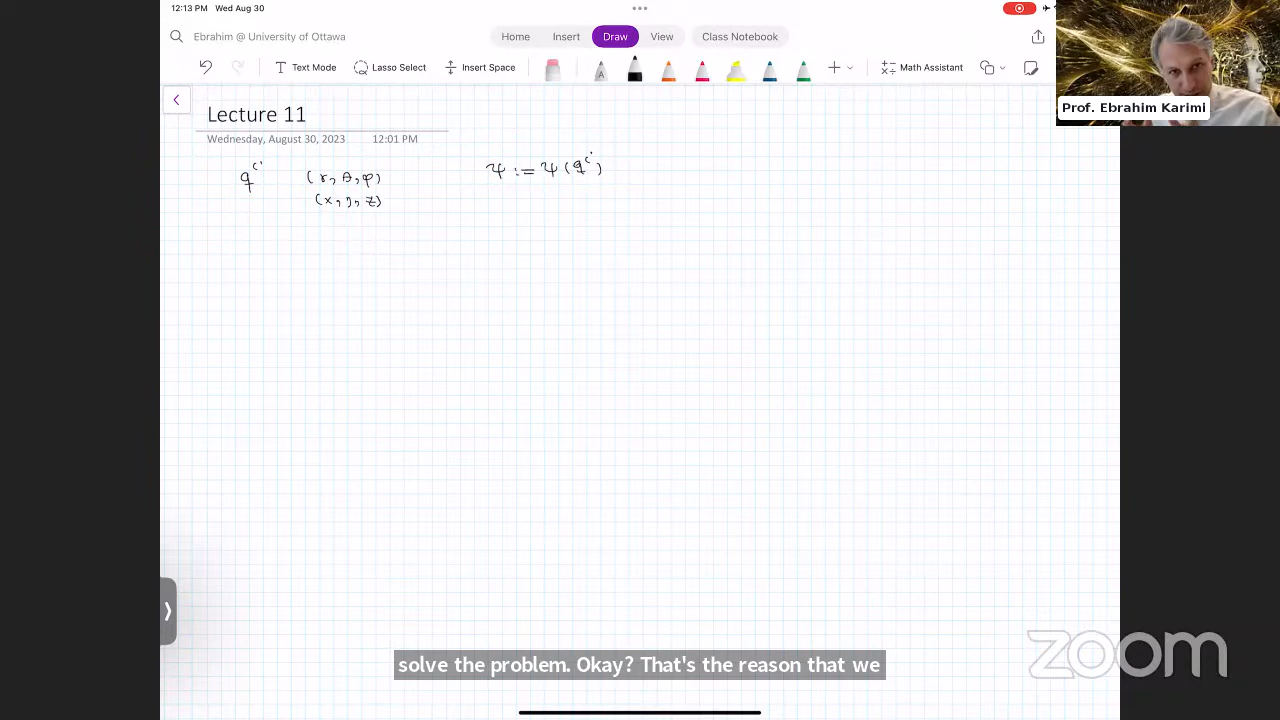 12:13 PM Wed Aug 30
Ebrahim @ University of Ottawa
Home Insert Draw View Class Notebook
Text Mode Lasso Select Insert Space Math Assistant
Prof. Ebrahim Karimi
Lecture 11
Wednesday, August 30, 2023 12:01 PM
qⁱ (r, θ, φ) Ψ := Ψ(qⁱ)
(x, y, z)
zoom
solve the problem. Okay? That's the reason that we